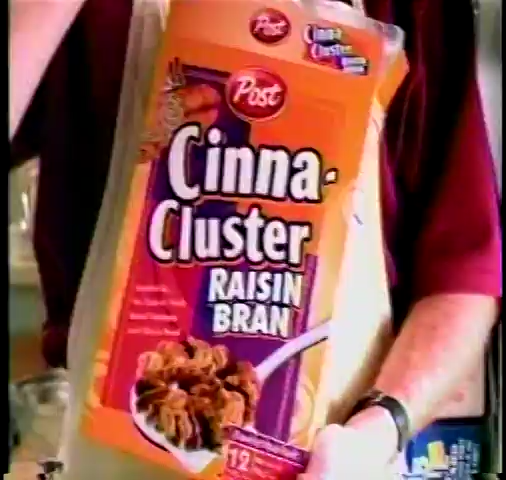 Post
Cinna-
Cluster
Post
Cinna-
Cluster
RAISIN
BRAN
12